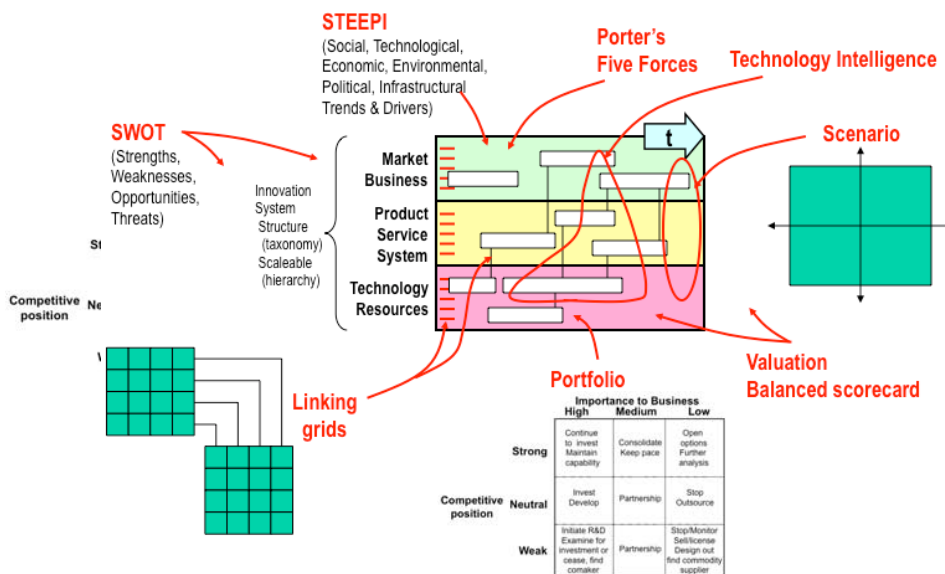 STEEPI
(Social, Technological,
Economic, Environmental,
Political, Infrastructural
Trends & Drivers)
Porter's
Five Forces
Technology Intelligence
SWOT
(Strengths,
Weaknesses,
Opportunities,
Threats)
t
Scenario
Innovation
System
Structure
(taxonomy)
Scaleable
(hierarchy)
Market
Business
Product
Service
System
Technology
Resources
St
Competitive
position
Ne
Linking
grids
Portfolio
Valuation
Balanced scorecard
Importance to Business
High Medium Low
Strong
Continue
to invest
Maintain
capability
Consolidate
Keep pace
Open
options
Further
analysis
Competitive
position
Neutral
Invest
Develop
Partnership
Stop
Outsource
Weak
Initiate R&D
Examine for
investment or
cease, find
comaker
Partnership
Stop/Monitor
Sell/license
Design out
find commodity
supplier